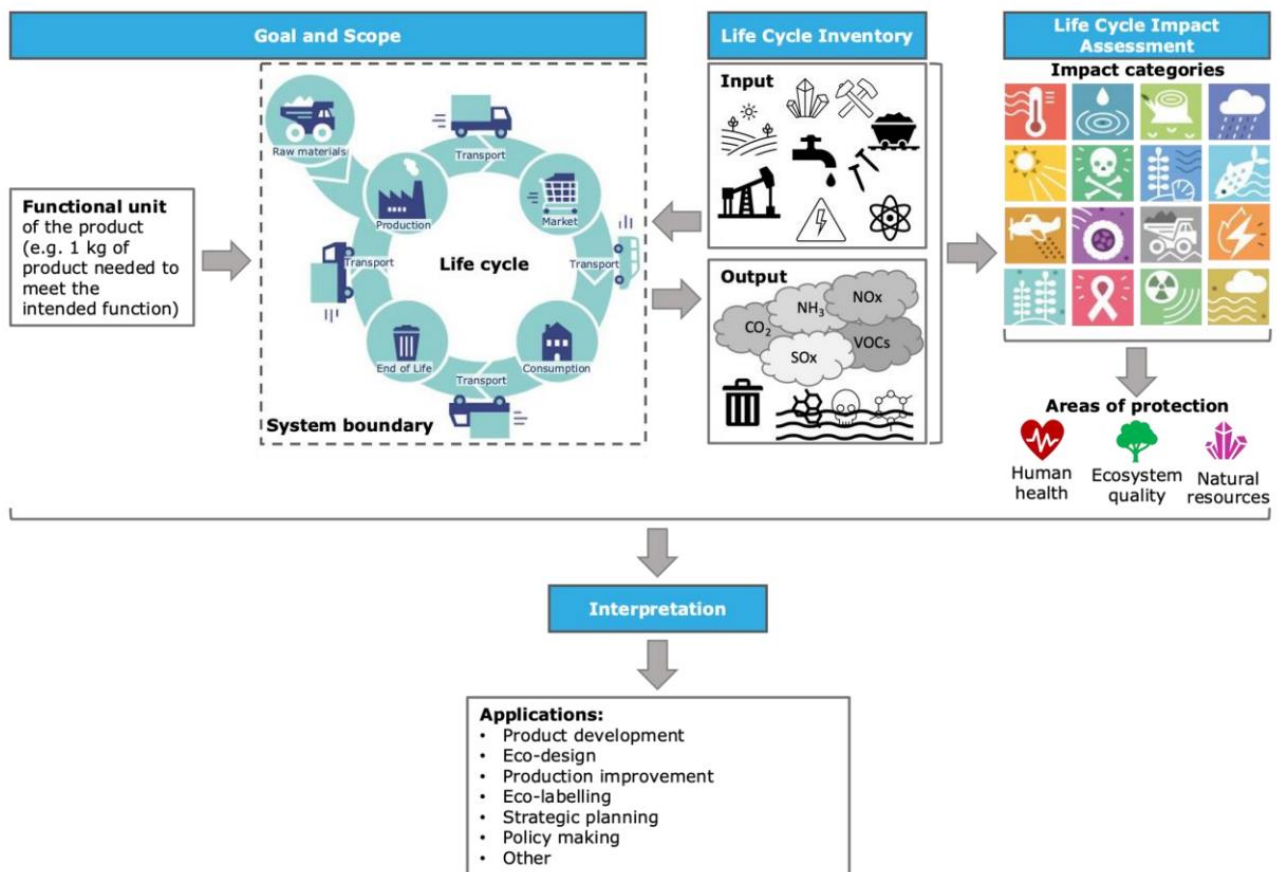 Goal and Scope
Life Cycle Inventory
Life Cycle Impact
Assessment
Functional unit
of the product
(e.g. 1 kg of
product needed to
meet the
intended function)
Raw materials
Transport
Production
Market
Transport
Life cycle
Transport
End of Life
Transport
Consumption
System boundary
Input
Output
CO₂
NH₃
NOx
SOx
VOCs
Impact categories
Areas of protection
Human
health
Ecosystem
quality
Natural
resources
Interpretation
Applications:
• Product development
• Eco-design
• Production improvement
• Eco-labelling
• Strategic planning
• Policy making
• Other